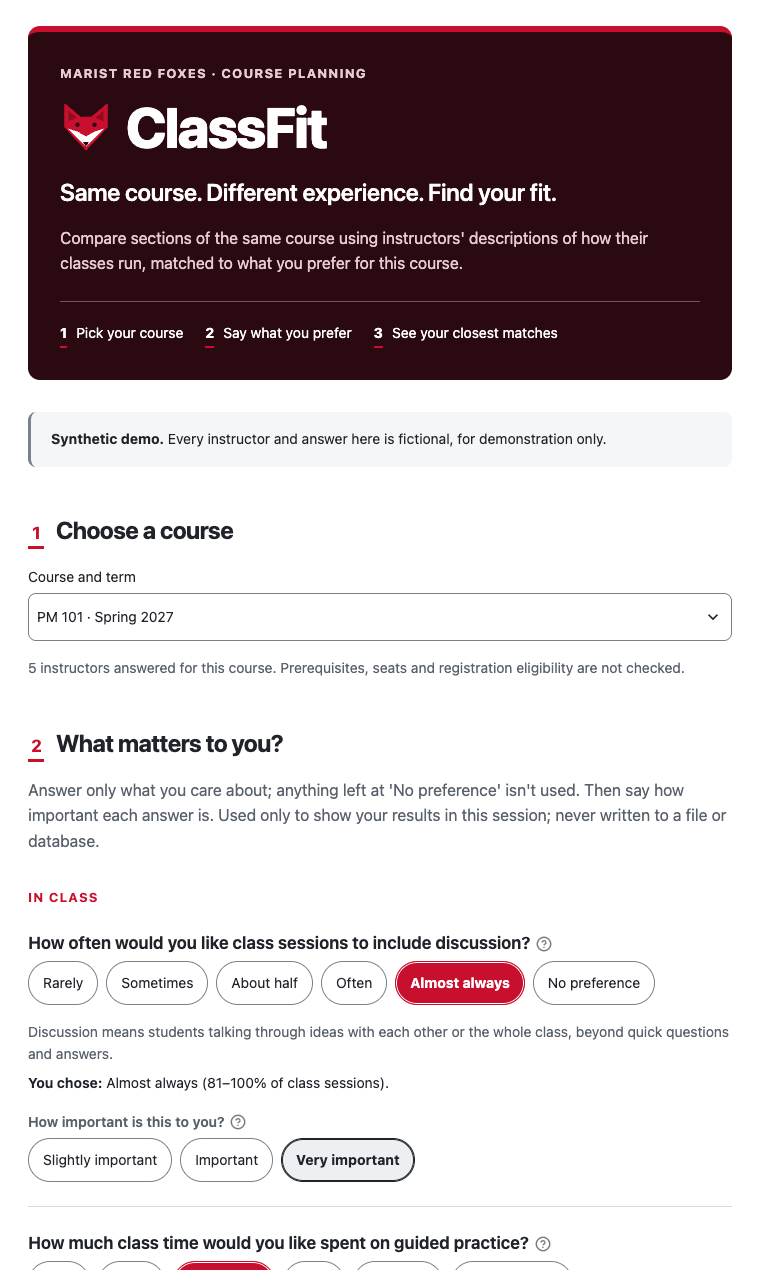 MARIST RED FOXES · COURSE PLANNING
ClassFit
Same course. Different experience. Find your fit.
Compare sections of the same course using instructors' descriptions of how their
classes run, matched to what you prefer for this course.
1 Pick your course 2 Say what you prefer 3 See your closest matches
Synthetic demo. Every instructor and answer here is fictional, for demonstration only.
1 Choose a course
Course and term
PM 101 · Spring 2027
5 instructors answered for this course. Prerequisites, seats and registration eligibility are not checked.
2 What matters to you?
Answer only what you care about; anything left at 'No preference' isn't used. Then say how
important each answer is. Used only to show your results in this session; never written to a file or
database.
IN CLASS
How often would you like class sessions to include discussion? ?
Rarely Sometimes About half Often Almost always No preference
Discussion means students talking through ideas with each other or the whole class, beyond quick questions
and answers.
You chose: Almost always (81–100% of class sessions).
How important is this to you? ?
Slightly important Important Very important
How much class time would you like spent on guided practice? ?